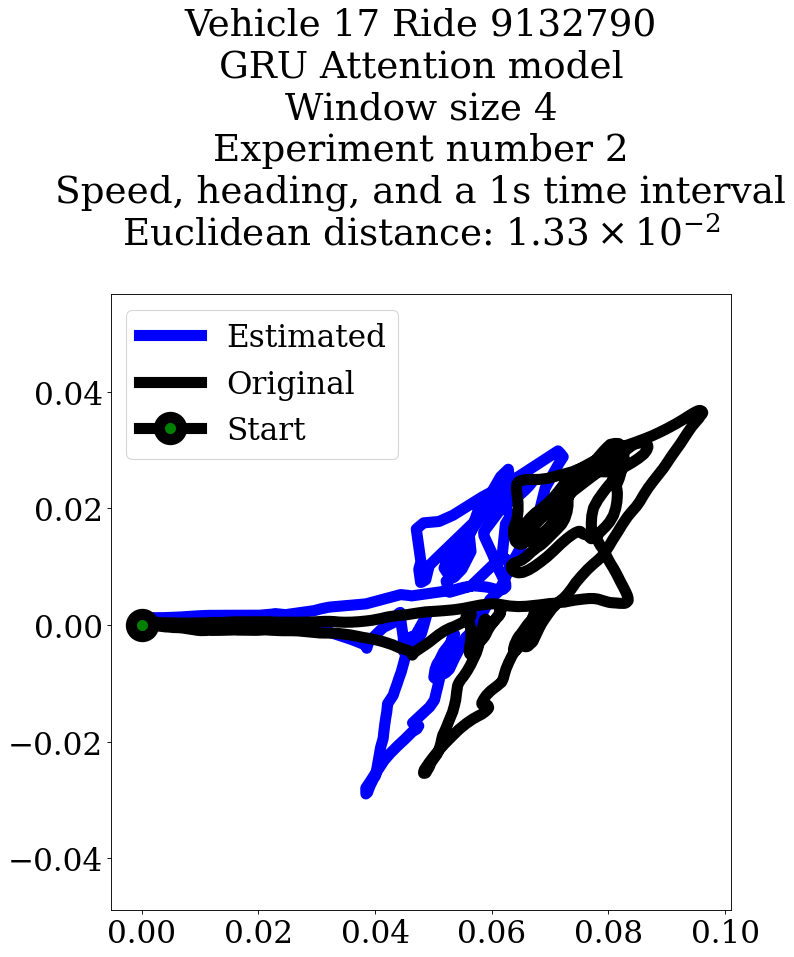 Vehicle 17 Ride 9132790
GRU Attention model
Window size 4
Experiment number 2
Speed, heading, and a 1s time interval
Euclidean distance: 1.33 × 10⁻²
Estimated
Original
Start
0.04
0.02
0.00
−0.02
−0.04
0.00 0.02 0.04 0.06 0.08 0.10